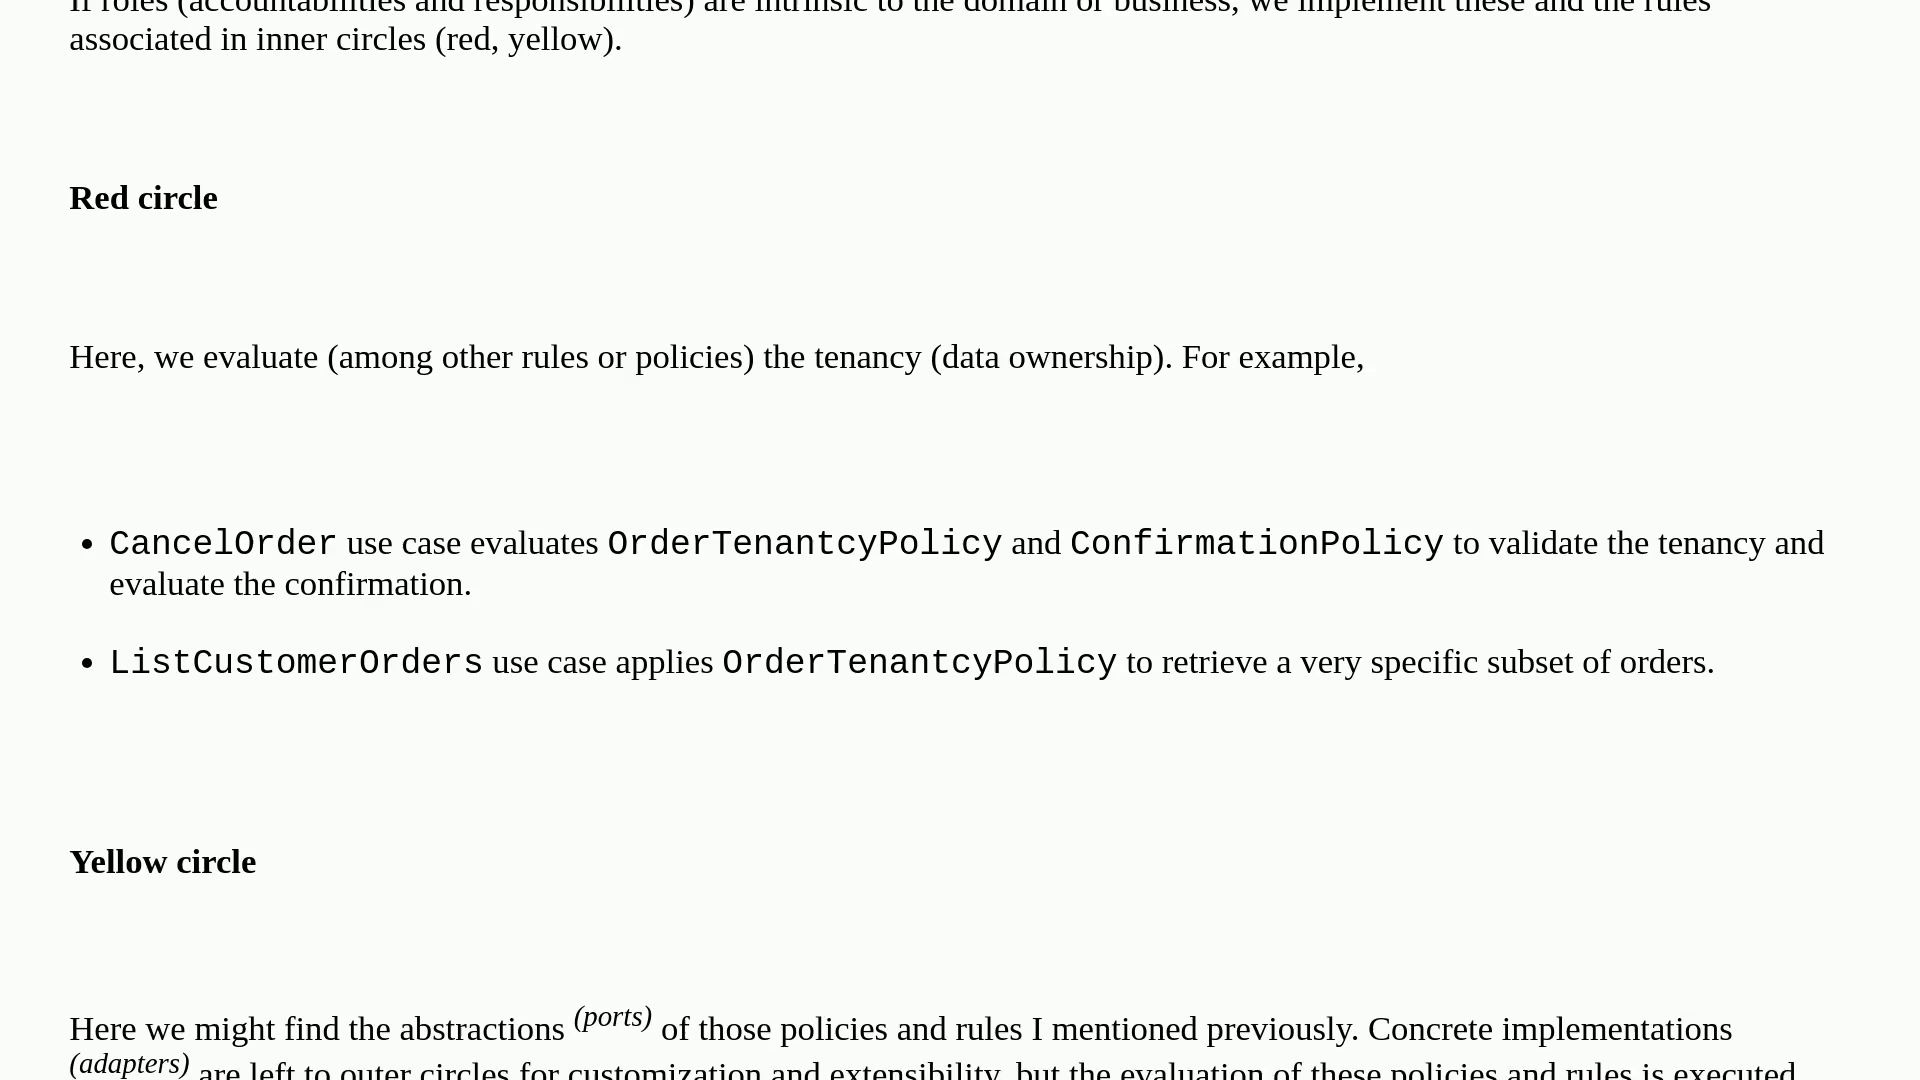 If roles (accountabilities and responsibilities) are intrinsic to the domain or business, we implement these and the rules
associated in inner circles (red, yellow).
Red circle
Here, we evaluate (among other rules or policies) the tenancy (data ownership). For example,
• CancelOrder use case evaluates OrderTenantcyPolicy and ConfirmationPolicy to validate the tenancy and
evaluate the confirmation.
• ListCustomerOrders use case applies OrderTenantcyPolicy to retrieve a very specific subset of orders.
Yellow circle
Here we might find the abstractions (ports) of those policies and rules I mentioned previously. Concrete implementations
(adapters) are left to outer circles for customization and extensibility, but the evaluation of these policies and rules is executed